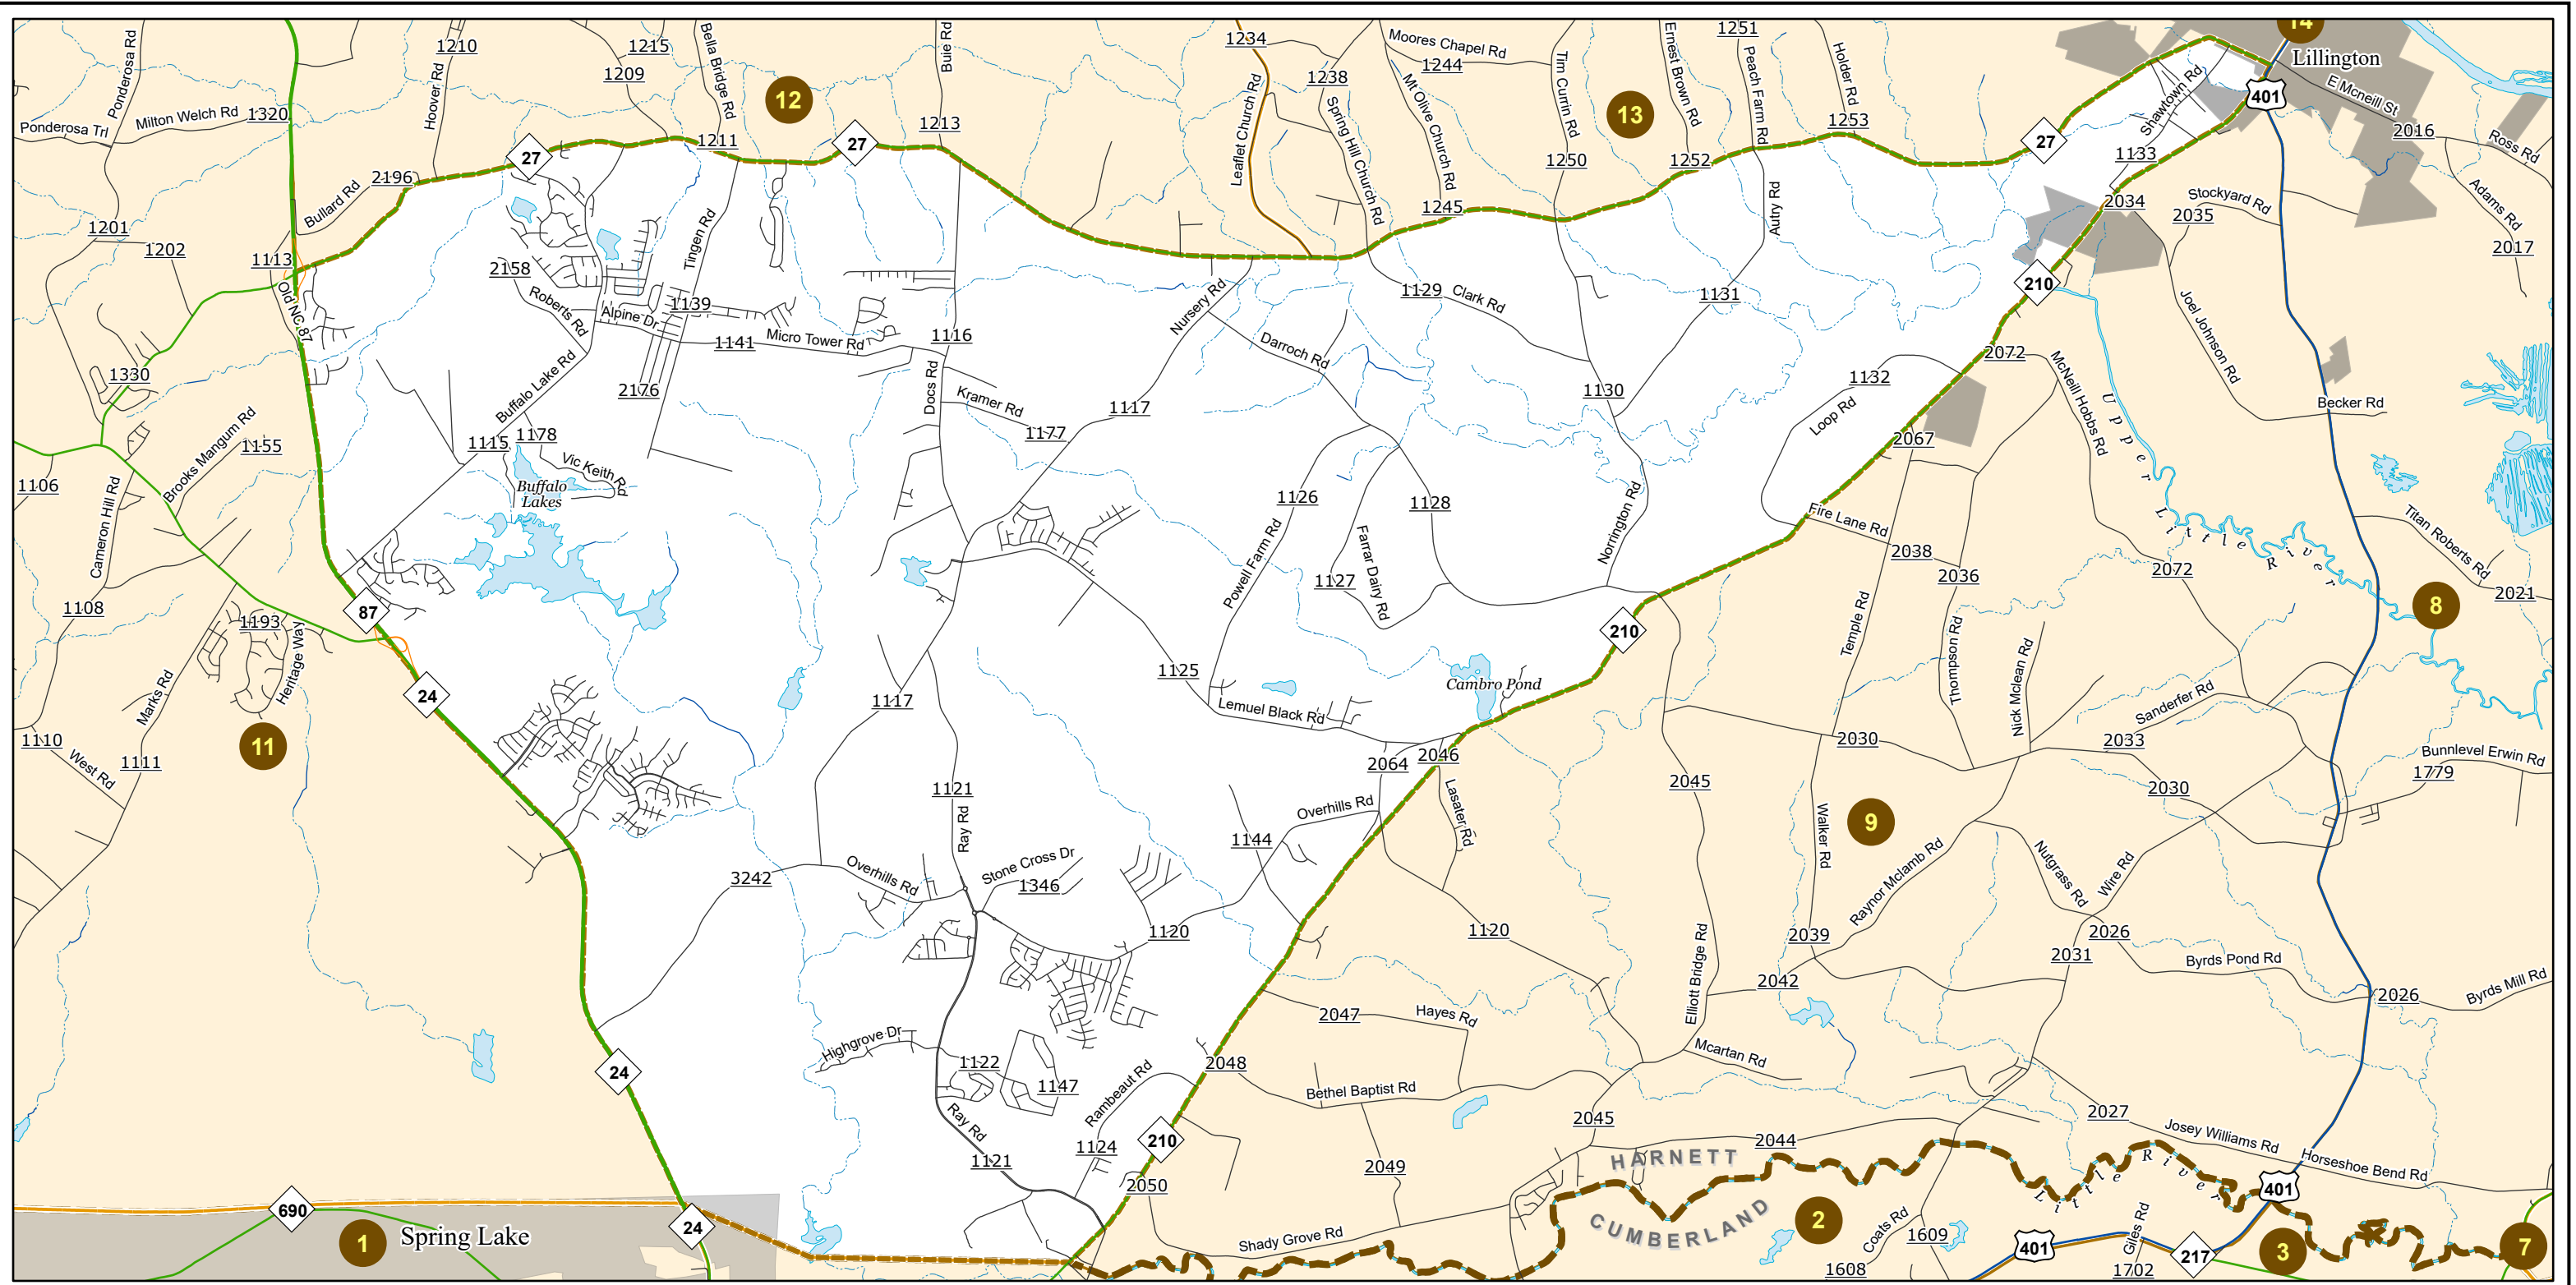 14
Lillington
1210
1215
1209
Bella Bridge Rd
Buie Rd
1234
Moores Chapel Rd
1244
1238
Tim Currin Rd
Ernest Brown Rd
1251
Peach Farm Rd
Holder Rd
Ponderosa Rd
Milton Welch Rd
1320
Ponderosa Trl
Hoover Rd
12
1213
1211
Leaflet Church Rd
Spring Hill Church Rd
Mt Olive Church Rd
13
1250
1252
1253
27
27
27
401
Shawtown Rd
1133
E Mcneill St
2016
Ross Rd
Adams Rd
2017
2196
Bullard Rd
1201
1202
1113
Old NC 87
1245
Autry Rd
2034
Stockyard Rd
2035
210
2158
Roberts Rd
Alpine Dr
Tingen Rd
1139
1141
Micro Tower Rd
1116
Nursery Rd
1129
Clark Rd
1131
Darroch Rd
Joel Johnson Rd
2072
McNeill Hobbs Rd
Becker Rd
1330
Buffalo Lake Rd
2176
Docs Rd
Kramer Rd
1177
1117
1130
1132
Loop Rd
2067
Upper Little River
Brooks Mangum Rd
1155
1115
1178
Vic Keith Rd
Buffalo
Lakes
1106
Cameron Hill Rd
1126
1128
Norrington Rd
Fire Lane Rd
2038
2036
2072
Titan Roberts Rd
2021
8
Powell Farm Rd
1127
Farrar Dairy Rd
1108
1193
Heritage Way
87
24
Marks Rd
11
1110
West Rd
1111
1125
Lemuel Black Rd
1117
Cambro Pond
210
Temple Rd
Thompson Rd
Nick Mclean Rd
Sanderfer Rd
2030
2033
2030
Bunnlevel Erwin Rd
1779
2064
2046
2045
Lasater Rd
Overhills Rd
1144
1121
Ray Rd
Walker Rd
9
Raynor Mclamb Rd
Nutgrass Rd
Wire Rd
3242
Overhills Rd
Stone Cross Dr
1346
1120
1120
2039
2026
2031
Byrds Pond Rd
2026
Byrds Mill Rd
2042
Elliott Bridge Rd
2047
Hayes Rd
Mcartan Rd
24
Highgrove Dr
1122
1147
Rambeaut Rd
2048
Bethel Baptist Rd
2045
2027
Josey Williams Rd
Ray Rd
1124
1121
210
2050
2049
2044
HARNETT
CUMBERLAND
Little River
Horseshoe Bend Rd
401
690
1
Spring Lake
24
Shady Grove Rd
2
Coats Rd
1609
1608
401
Giles Rd
1702
217
3
7